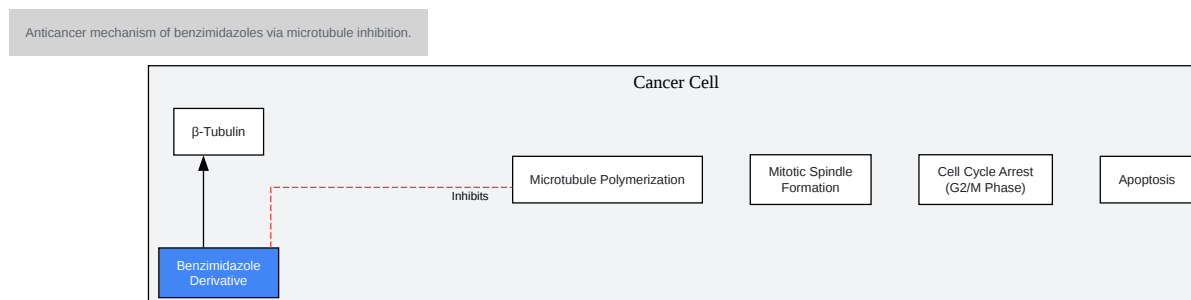 Anticancer mechanism of benzimidazoles via microtubule inhibition.
Cancer Cell
β-Tubulin
Microtubule Polymerization
Mitotic Spindle
Formation
Cell Cycle Arrest
(G2/M Phase)
Apoptosis
Inhibits
Benzimidazole
Derivative